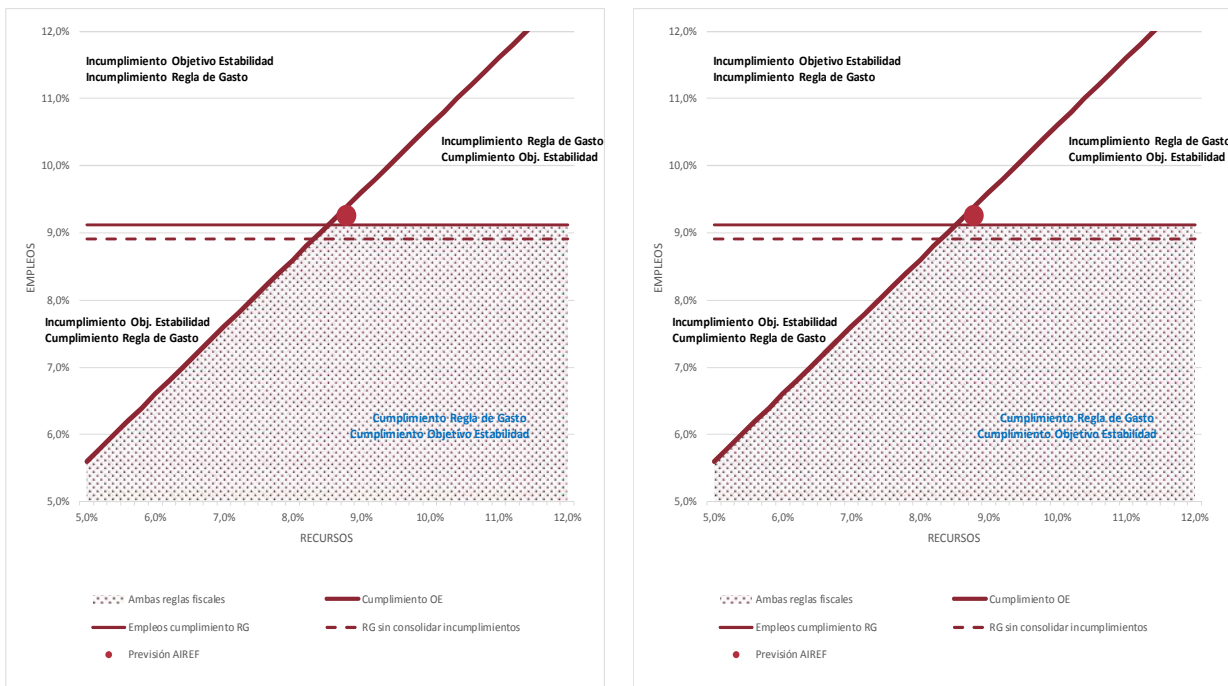 12,0%
11,0%
10,0%
9,0%
8,0%
7,0%
6,0%
5,0%
EMPLEOS
Incumplimiento Objetivo Estabilidad
Incumplimiento Regla de Gasto
Incumplimiento Regla de Gasto
Cumplimiento Obj. Estabilidad
Incumplimiento Obj. Estabilidad
Cumplimiento Regla de Gasto
Cumplimiento Regla de Gasto
Cumplimiento Objetivo Estabilidad
5,0% 6,0% 7,0% 8,0% 9,0% 10,0% 11,0% 12,0%
RECURSOS
Ambas reglas fiscales Cumplimiento OE
Empleos cumplimiento RG RG sin consolidar incumplimientos
Previsión AIREF
12,0%
11,0%
10,0%
9,0%
8,0%
7,0%
6,0%
5,0%
EMPLEOS
Incumplimiento Objetivo Estabilidad
Incumplimiento Regla de Gasto
Incumplimiento Regla de Gasto
Cumplimiento Obj. Estabilidad
Incumplimiento Obj. Estabilidad
Cumplimiento Regla de Gasto
Cumplimiento Regla de Gasto
Cumplimiento Objetivo Estabilidad
5,0% 6,0% 7,0% 8,0% 9,0% 10,0% 11,0% 12,0%
RECURSOS
Ambas reglas fiscales Cumplimiento OE
Empleos cumplimiento RG RG sin consolidar incumplimientos
Previsión AIREF